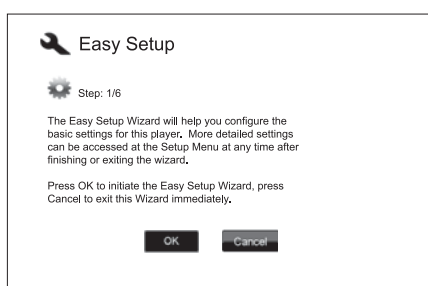 Easy Setup
Step: 1/6
The Easy Setup Wizard will help you configure the
basic settings for this player. More detailed settings
can be accessed at the Setup Menu at any time after
finishing or exiting the wizard.
Press OK to initiate the Easy Setup Wizard, press
Cancel to exit this Wizard immediately.
OK
Cancel